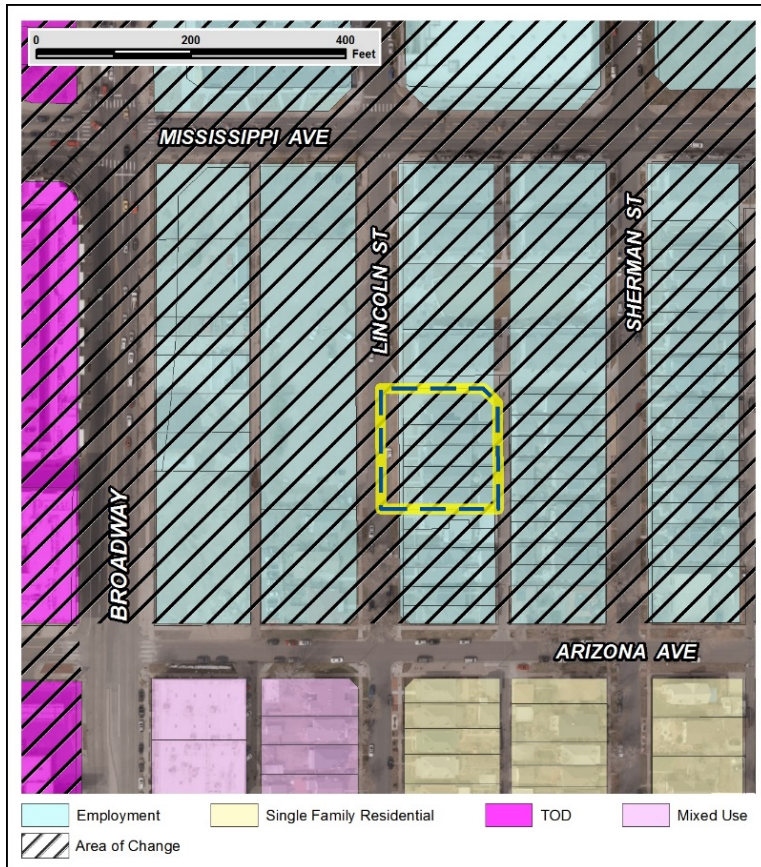 0 200 400
Feet
MISSISSIPPI AVE
LINCOLN ST
SHERMAN ST
BROADWAY
ARIZONA AVE
Employment Single Family Residential TOD Mixed Use
Area of Change